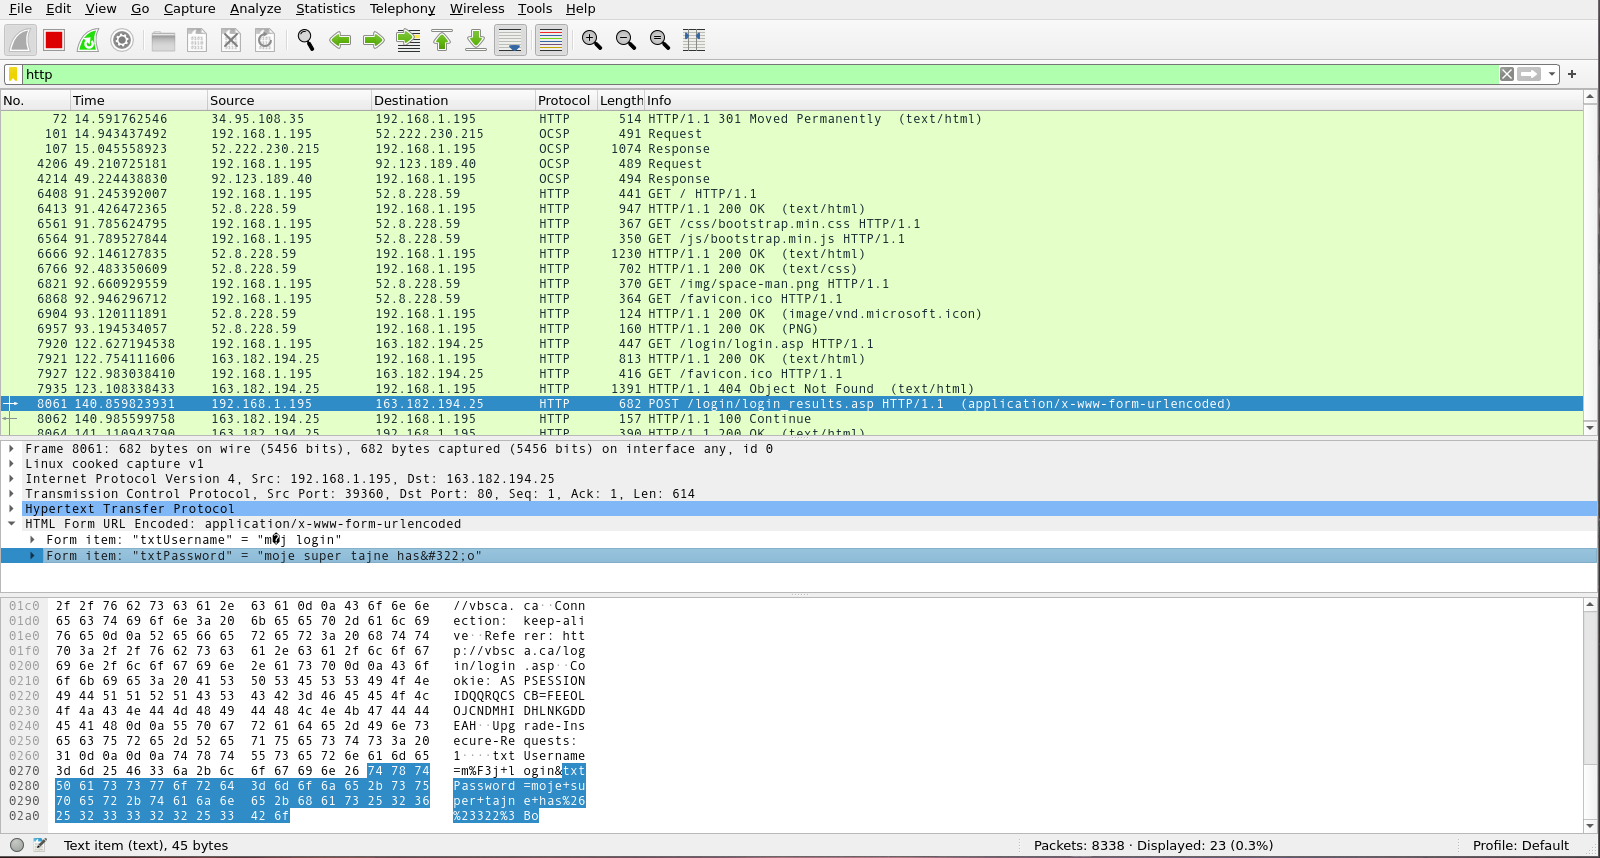 File Edit View Go Capture Analyze Statistics Telephony Wireless Tools Help
http
No. Time Source Destination Protocol Length Info
72 14.591762546 34.95.108.35 192.168.1.195 HTTP 514 HTTP/1.1 301 Moved Permanently (text/html)
101 14.943437492 192.168.1.195 52.222.230.215 OCSP 491 Request
107 15.045558923 52.222.230.215 192.168.1.195 OCSP 1074 Response
4206 49.210725181 192.168.1.195 92.123.189.40 OCSP 489 Request
4214 49.224438830 92.123.189.40 192.168.1.195 OCSP 494 Response
6408 91.245392007 192.168.1.195 52.8.228.59 HTTP 441 GET / HTTP/1.1
6413 91.426472365 52.8.228.59 192.168.1.195 HTTP 947 HTTP/1.1 200 OK (text/html)
6561 91.785624795 192.168.1.195 52.8.228.59 HTTP 367 GET /css/bootstrap.min.css HTTP/1.1
6564 91.789527844 192.168.1.195 52.8.228.59 HTTP 350 GET /js/bootstrap.min.js HTTP/1.1
6666 92.146127835 52.8.228.59 192.168.1.195 HTTP 1230 HTTP/1.1 200 OK (text/html)
6766 92.483350609 52.8.228.59 192.168.1.195 HTTP 702 HTTP/1.1 200 OK (text/css)
6821 92.660929559 192.168.1.195 52.8.228.59 HTTP 370 GET /img/space-man.png HTTP/1.1
6868 92.946296712 192.168.1.195 52.8.228.59 HTTP 364 GET /favicon.ico HTTP/1.1
6904 93.120111891 52.8.228.59 192.168.1.195 HTTP 124 HTTP/1.1 200 OK (image/vnd.microsoft.icon)
6957 93.194534057 52.8.228.59 192.168.1.195 HTTP 160 HTTP/1.1 200 OK (PNG)
7920 122.627194538 192.168.1.195 163.182.194.25 HTTP 447 GET /login/login.asp HTTP/1.1
7921 122.754111606 163.182.194.25 192.168.1.195 HTTP 813 HTTP/1.1 200 OK (text/html)
7927 122.983038410 192.168.1.195 163.182.194.25 HTTP 416 GET /favicon.ico HTTP/1.1
7935 123.108338433 163.182.194.25 192.168.1.195 HTTP 1391 HTTP/1.1 404 Object Not Found (text/html)
8061 140.859823931 192.168.1.195 163.182.194.25 HTTP 682 POST /login/login_results.asp HTTP/1.1 (application/x-www-form-urlencoded)
8062 140.985599758 163.182.194.25 192.168.1.195 HTTP 157 HTTP/1.1 100 Continue
8064 141.110943790 163.182.194.25 192.168.1.195 HTTP 390 HTTP/1.1 200 OK (text/html)
Frame 8061: 682 bytes on wire (5456 bits), 682 bytes captured (5456 bits) on interface any, id 0
Linux cooked capture v1
Internet Protocol Version 4, Src: 192.168.1.195, Dst: 163.182.194.25
Transmission Control Protocol, Src Port: 39360, Dst Port: 80, Seq: 1, Ack: 1, Len: 614
Hypertext Transfer Protocol
HTML Form URL Encoded: application/x-www-form-urlencoded
Form item: "txtUsername" = "m�j login"
Form item: "txtPassword" = "moje super tajne has&#322;o"
01c0 2f 2f 76 62 73 63 61 2e 63 61 0d 0a 43 6f 6e 6e //vbsca. ca··Conn
01d0 65 63 74 69 6f 6e 3a 20 6b 65 65 70 2d 61 6c 69 ection: keep-ali
01e0 76 65 0d 0a 52 65 66 65 72 65 72 3a 20 68 74 74 ve··Refe rer: htt
01f0 70 3a 2f 2f 76 62 73 63 61 2e 63 61 2f 6c 6f 67 p://vbsc a.ca/log
0200 69 6e 2f 6c 6f 67 69 6e 2e 61 73 70 0d 0a 43 6f in/login .asp··Co
0210 6f 6b 69 65 3a 20 41 53 50 53 45 53 53 49 4f 4e okie: AS PSESSION
0220 49 44 51 51 52 51 43 53 43 42 3d 46 45 45 4f 4c IDQQRQCS CB=FEEOL
0230 4f 4a 43 4e 44 4d 48 49 44 48 4c 4e 4b 47 44 44 OJCNDMHI DHLNKGDD
0240 45 41 48 0d 0a 55 70 67 72 61 64 65 2d 49 6e 73 EAH··Upg rade-Ins
0250 65 63 75 72 65 2d 52 65 71 75 65 73 74 73 3a 20 ecure-Re quests:
0260 31 0d 0a 0d 0a 74 78 74 55 73 65 72 6e 61 6d 65 1····txt Username
0270 3d 6d 25 46 33 6a 2b 6c 6f 67 69 6e 26 74 78 74 =m%F3j+l ogin&txt
0280 50 61 73 73 77 6f 72 64 3d 6d 6f 6a 65 2b 73 75 Password =moje+su
0290 70 65 72 2b 74 61 6a 6e 65 2b 68 61 73 25 32 36 per+tajn e+has%26
02a0 25 32 33 33 32 32 25 33 42 6f %23322%3 Bo
Text item (text), 45 bytes Packets: 8338 · Displayed: 23 (0.3%) Profile: Default